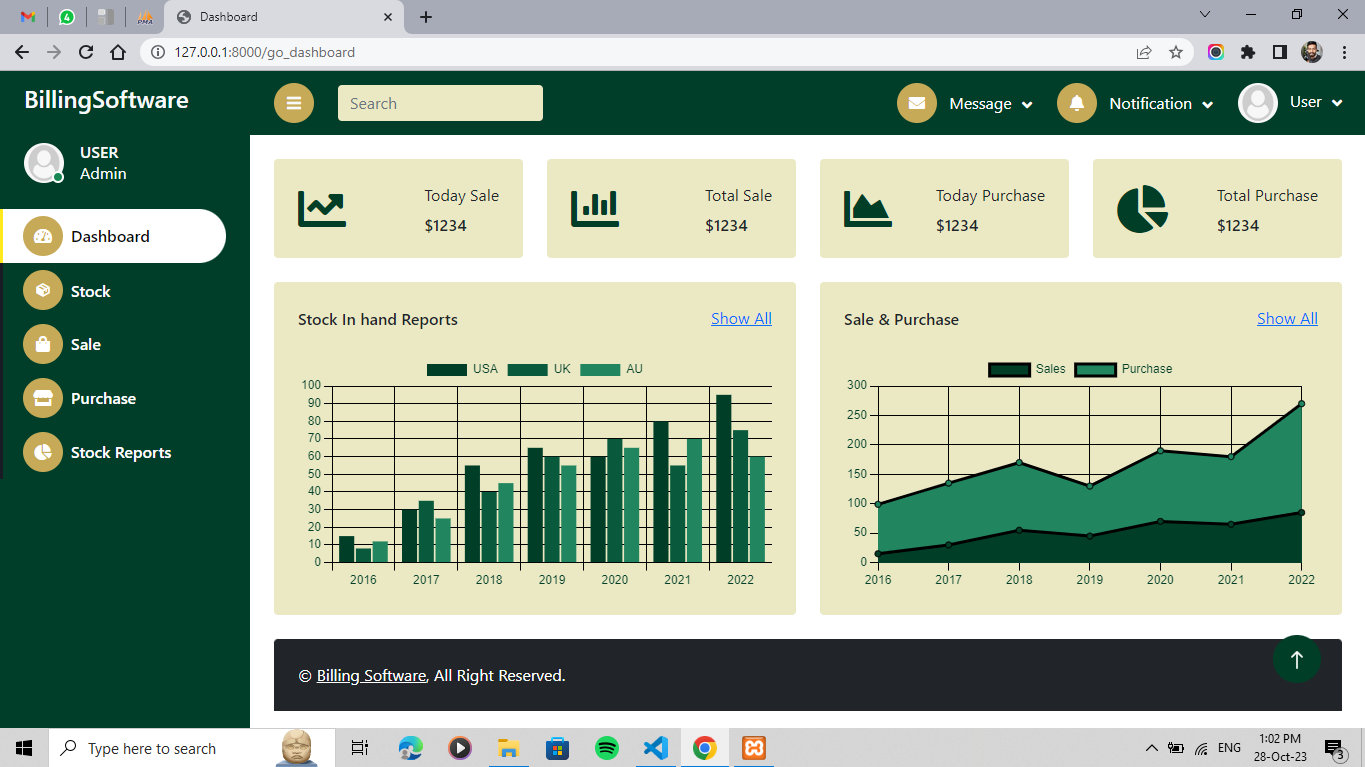 4
PMA
Dashboard
127.0.0.1:8000/go_dashboard
BillingSoftware
Search
Message
Notification
User
USER
Admin
Dashboard
Stock
Sale
Purchase
Stock Reports
Today Sale
$1234
Total Sale
$1234
Today Purchase
$1234
Total Purchase
$1234
Stock In hand Reports
Show All
USA UK AU
100
90
80
70
60
50
40
30
20
10
0
2016 2017 2018 2019 2020 2021 2022
Sale & Purchase
Show All
Sales Purchase
300
250
200
150
100
50
0
2016 2017 2018 2019 2020 2021 2022
© Billing Software, All Right Reserved.
Type here to search
ENG
1:02 PM
28-Oct-23
3